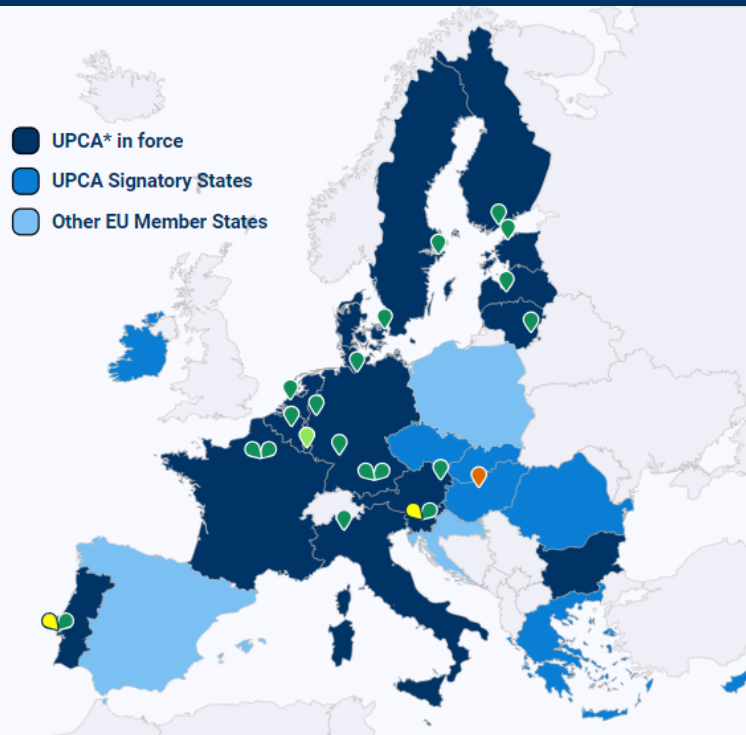 UPCA* in force
UPCA Signatory States
Other EU Member States